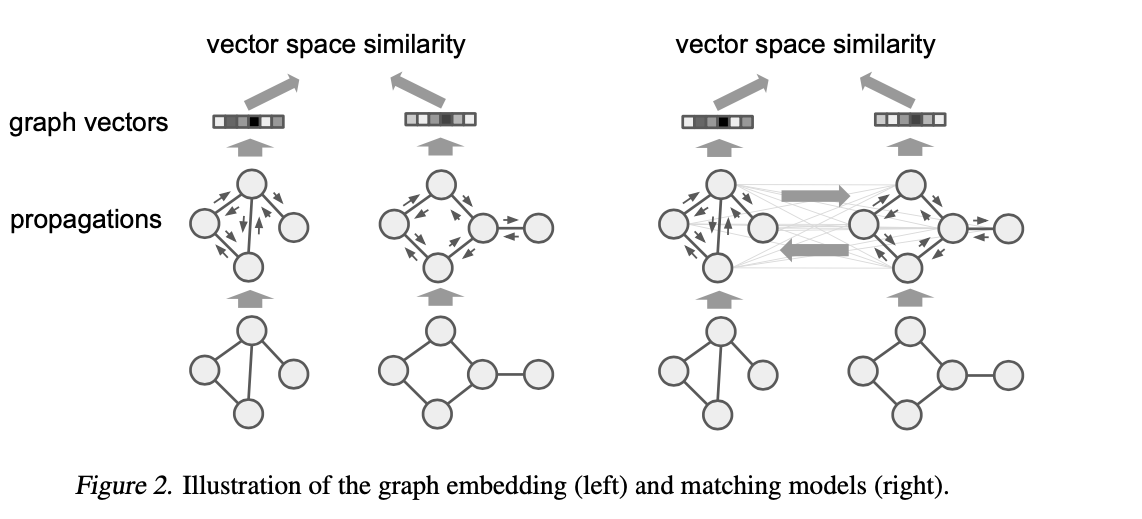 vector space similarity
vector space similarity
graph vectors
propagations
Figure 2. Illustration of the graph embedding (left) and matching models (right).